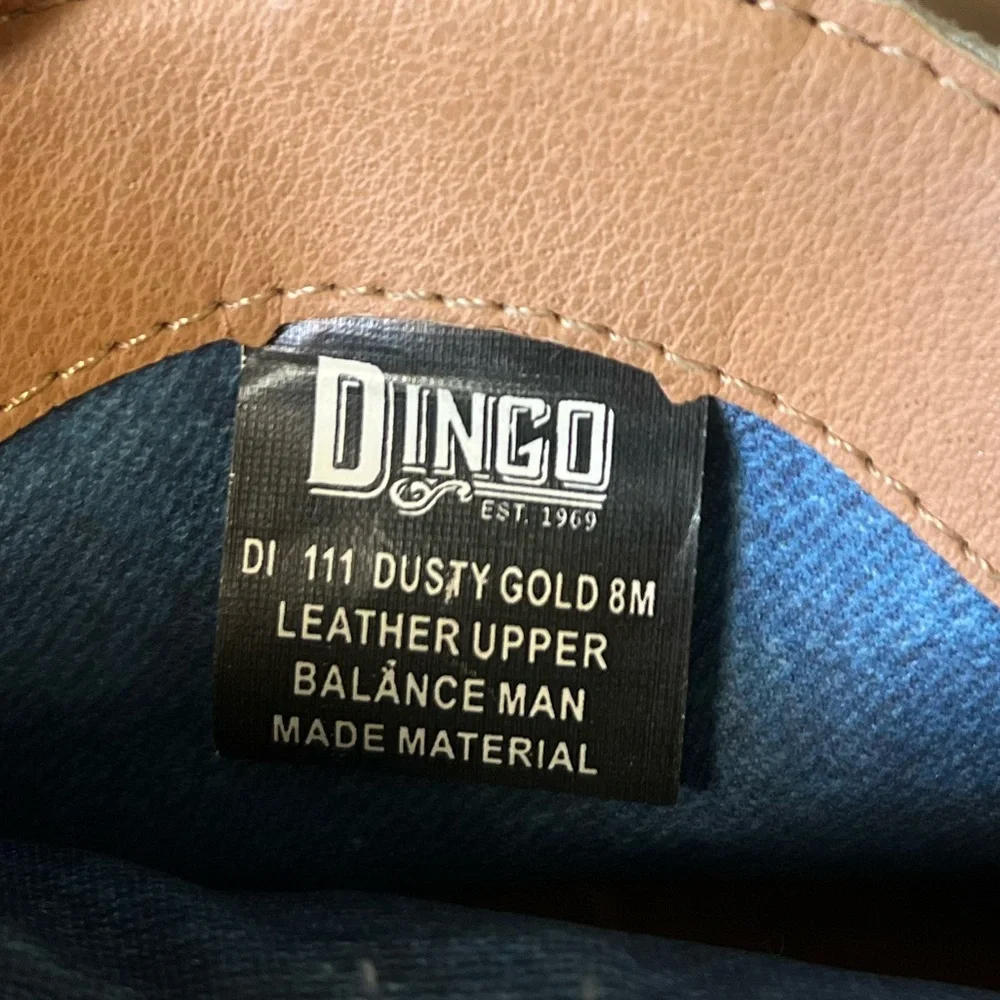 DINGO
EST. 1969
DI 111 DUSTY GOLD 8M
LEATHER UPPER
BALANCE MAN
MADE MATERIAL